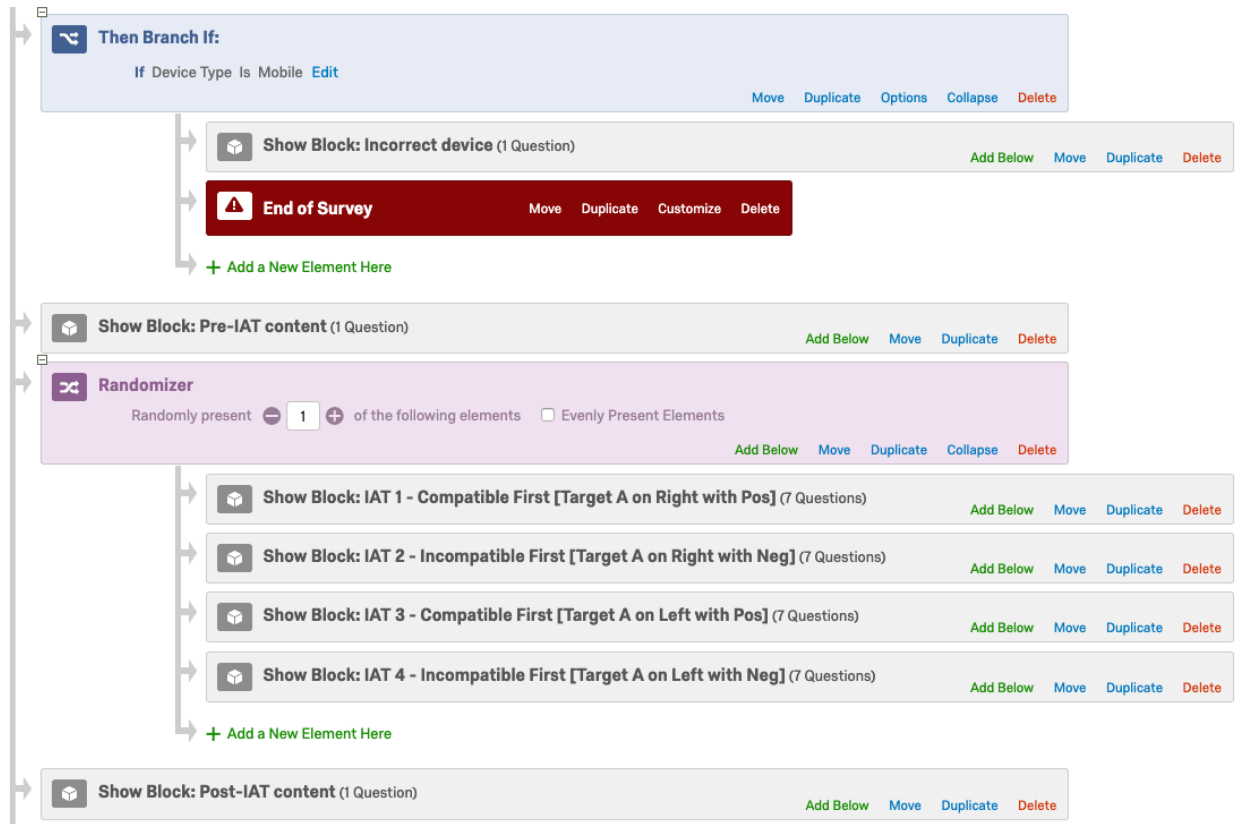 Then Branch If:
If Device Type Is Mobile Edit
Move Duplicate Options Collapse Delete
Show Block: Incorrect device (1 Question)
Add Below Move Duplicate Delete
End of Survey Move Duplicate Customize Delete
+ Add a New Element Here
Show Block: Pre-IAT content (1 Question)
Add Below Move Duplicate Delete
Randomizer
Randomly present 1 of the following elements Evenly Present Elements
Add Below Move Duplicate Collapse Delete
Show Block: IAT 1 - Compatible First [Target A on Right with Pos] (7 Questions)
Add Below Move Duplicate Delete
Show Block: IAT 2 - Incompatible First [Target A on Right with Neg] (7 Questions)
Add Below Move Duplicate Delete
Show Block: IAT 3 - Compatible First [Target A on Left with Pos] (7 Questions)
Add Below Move Duplicate Delete
Show Block: IAT 4 - Incompatible First [Target A on Left with Neg] (7 Questions)
Add Below Move Duplicate Delete
+ Add a New Element Here
Show Block: Post-IAT content (1 Question)
Add Below Move Duplicate Delete